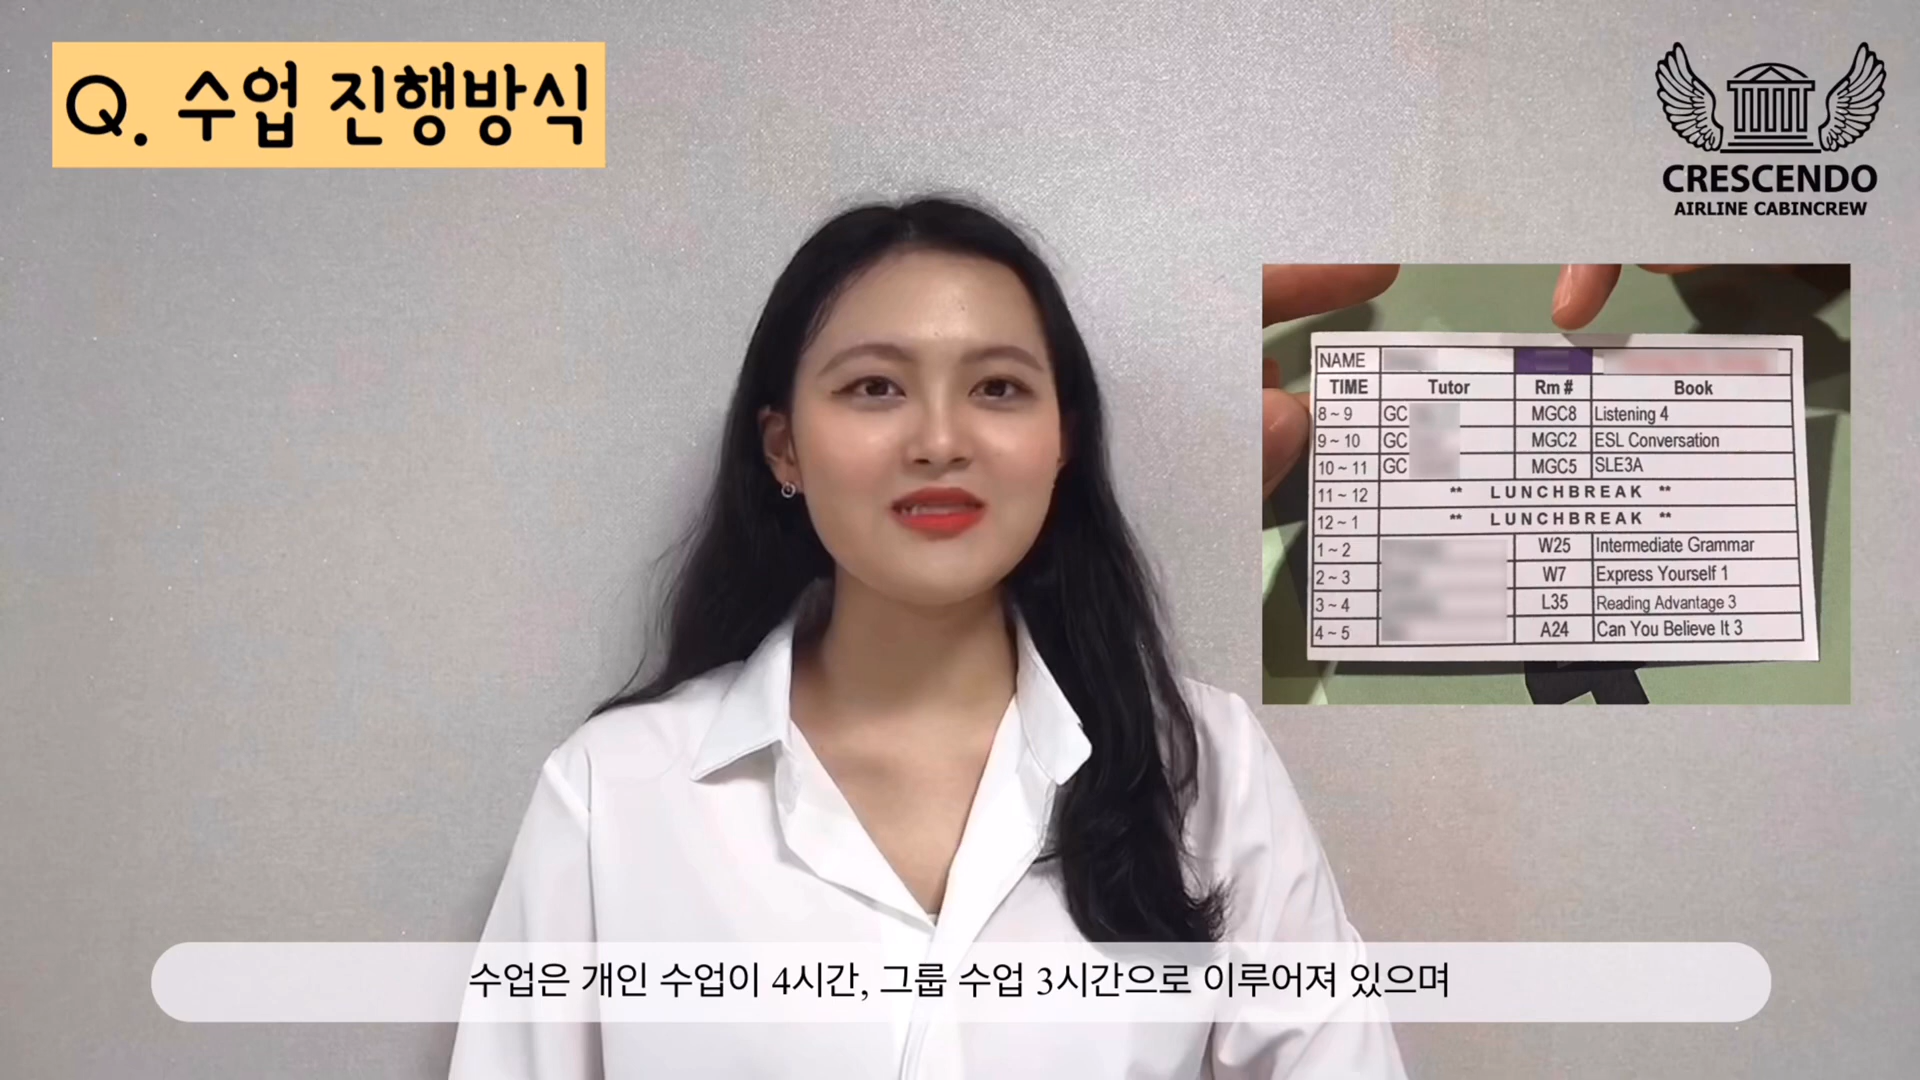 Q. 수업 진행방식
CRESCENDO
AIRLINE CABINCREW
NAME
TIME Tutor Rm # Book
8 ~ 9 GC MGC8 Listening 4
9 ~ 10 GC MGC2 ESL Conversation
10 ~ 11 GC MGC5 SLE3A
11 ~ 12 ** LUNCHBREAK **
12 ~ 1 ** LUNCHBREAK **
1 ~ 2 W25 Intermediate Grammar
2 ~ 3 W7 Express Yourself 1
3 ~ 4 L35 Reading Advantage 3
4 ~ 5 A24 Can You Believe It 3
수업은 개인 수업이 4시간, 그룹 수업 3시간으로 이루어져 있으며